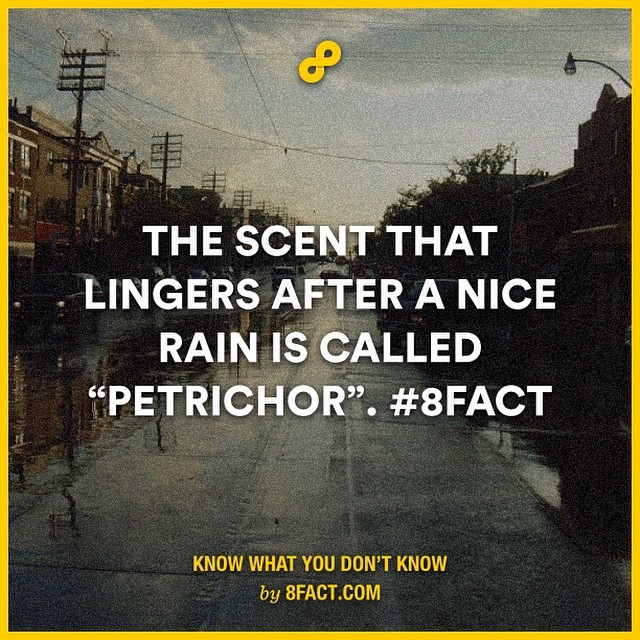 THE SCENT THAT
LINGERS AFTER A NICE
RAIN IS CALLED
“PETRICHOR”. #8FACT
KNOW WHAT YOU DON’T KNOW
by 8FACT.COM